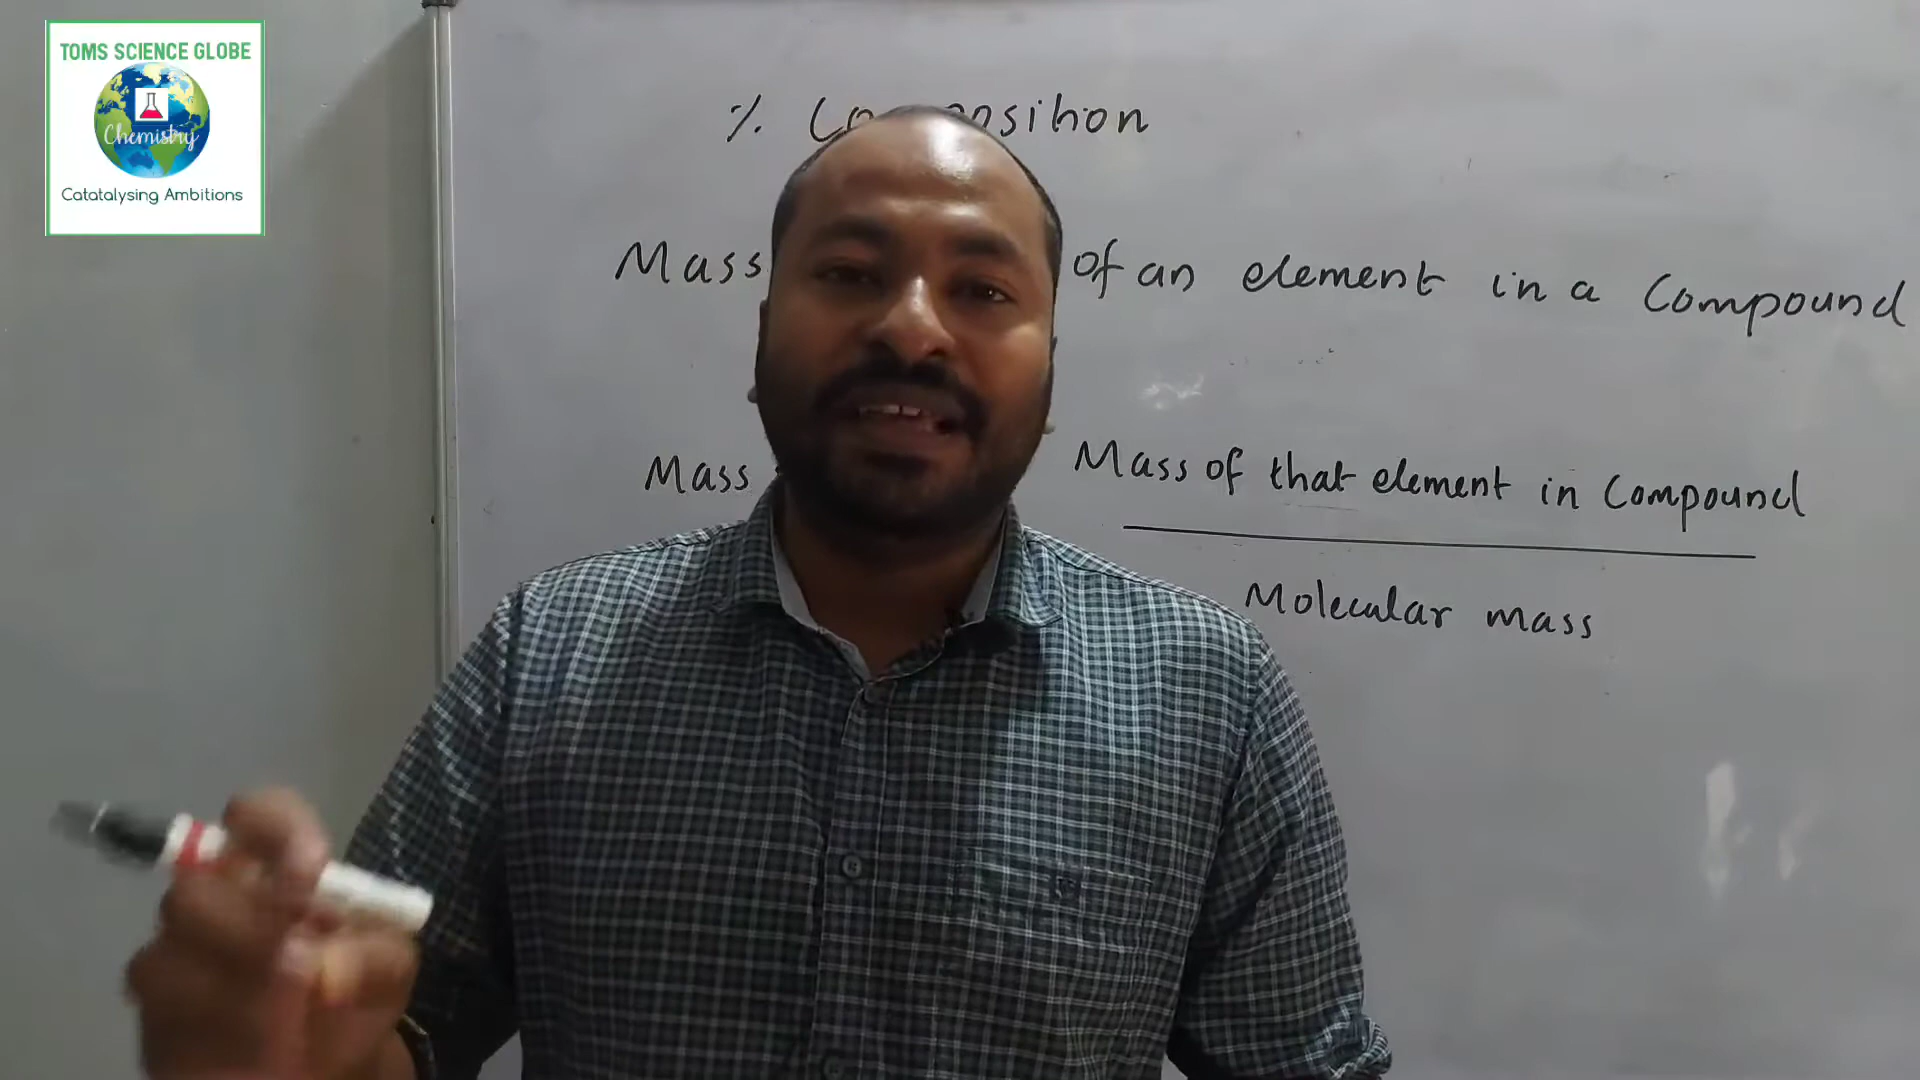 TOMS SCIENCE GLOBE
Chemistry
Catatalysing Ambitions
% Composition
Mass of an element in a Compound
Mass Mass of that element in Compound
Molecular mass